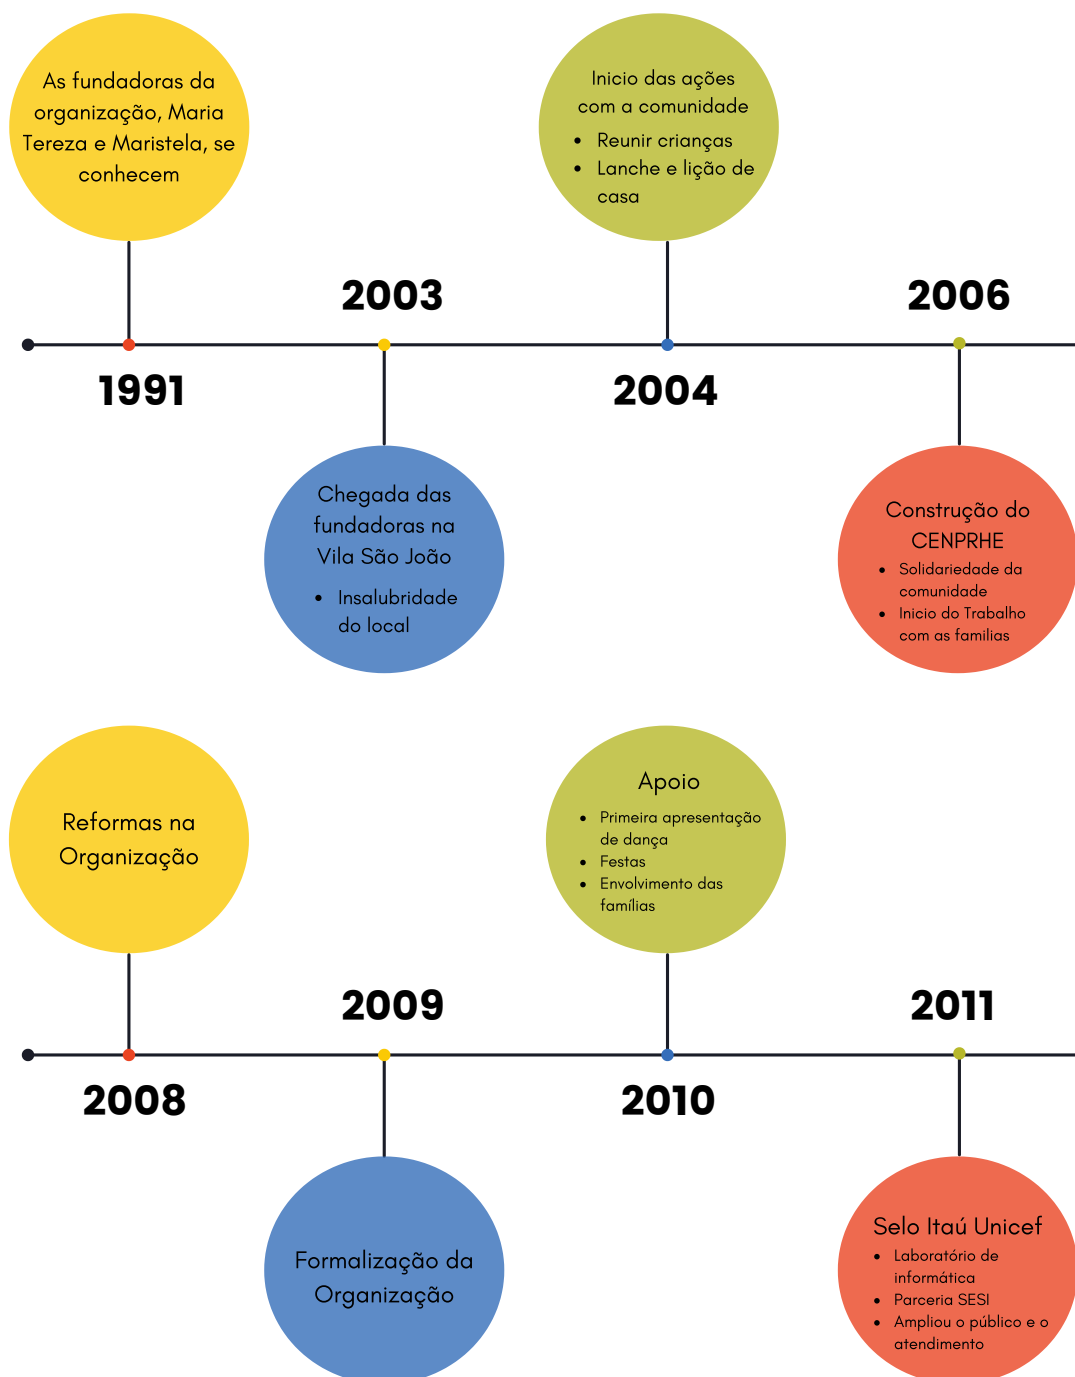 As fundadoras da
organização, Maria
Tereza e Maristela, se
conhecem
1991
2003
Chegada das
fundadoras na
Vila São João
• Insalubridade
do local
Inicio das ações
com a comunidade
• Reunir crianças
• Lanche e lição de
casa
2004
2006
Construção do
CENPRHE
• Solidariedade da
comunidade
• Inicio do Trabalho
com as familias
Reformas na
Organização
2008
2009
Formalização da
Organização
Apoio
• Primeira apresentação
de dança
• Festas
• Envolvimento das
famílias
2010
2011
Selo Itaú Unicef
• Laboratório de
informática
• Parceria SESI
• Ampliou o público e o
atendimento